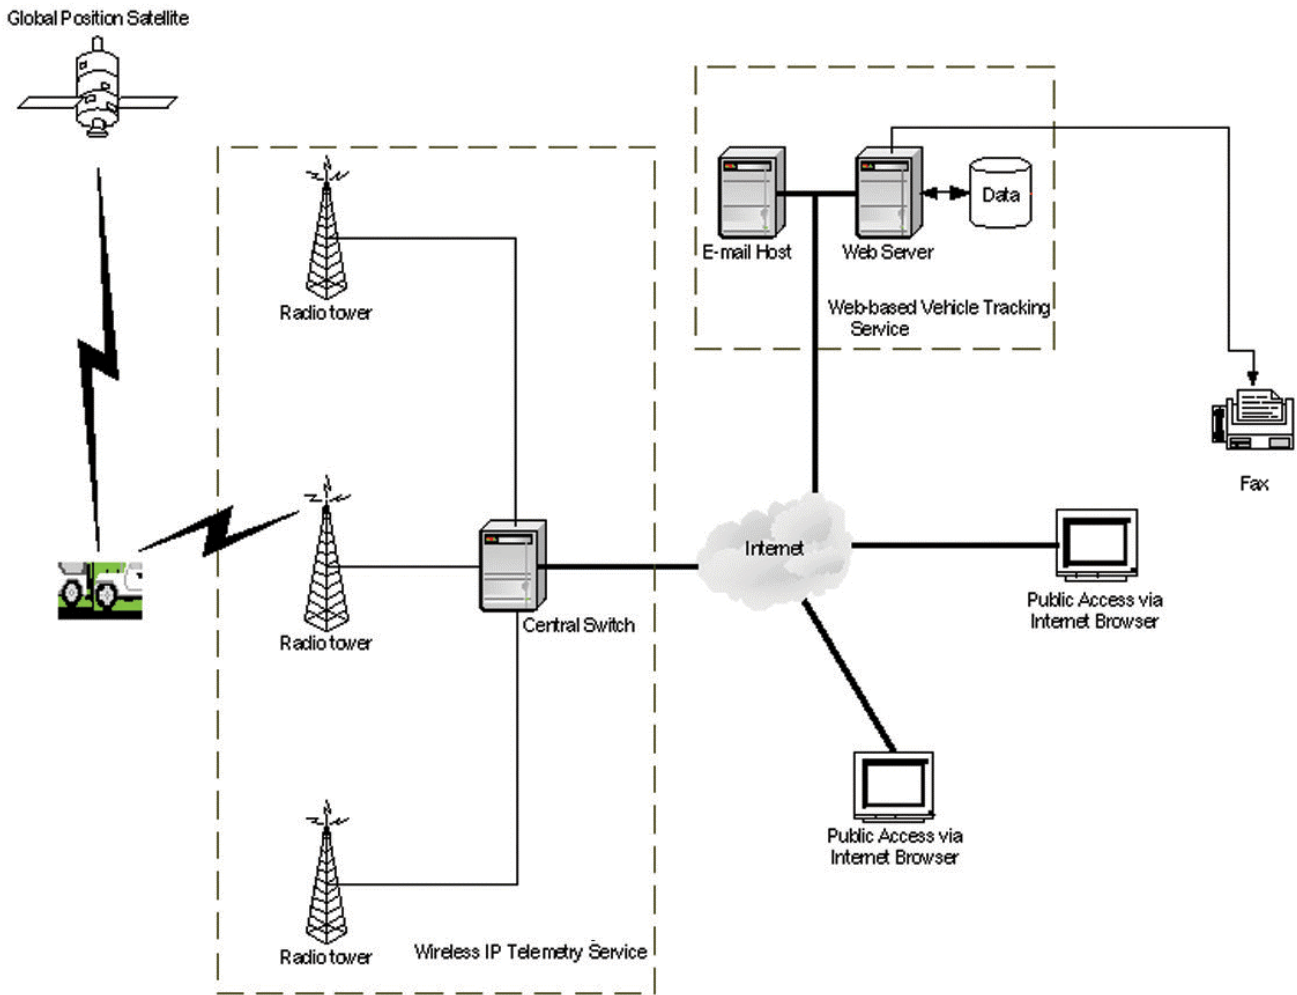 Global Position Satellite
Radio tower
E-mail Host
Web Server
Data
Web-based Vehicle Tracking
Service
Fax
Radio tower
Central Switch
Internet
Public Access via
Internet Browser
Public Access via
Internet Browser
Radio tower
Wireless IP Telemetry Service